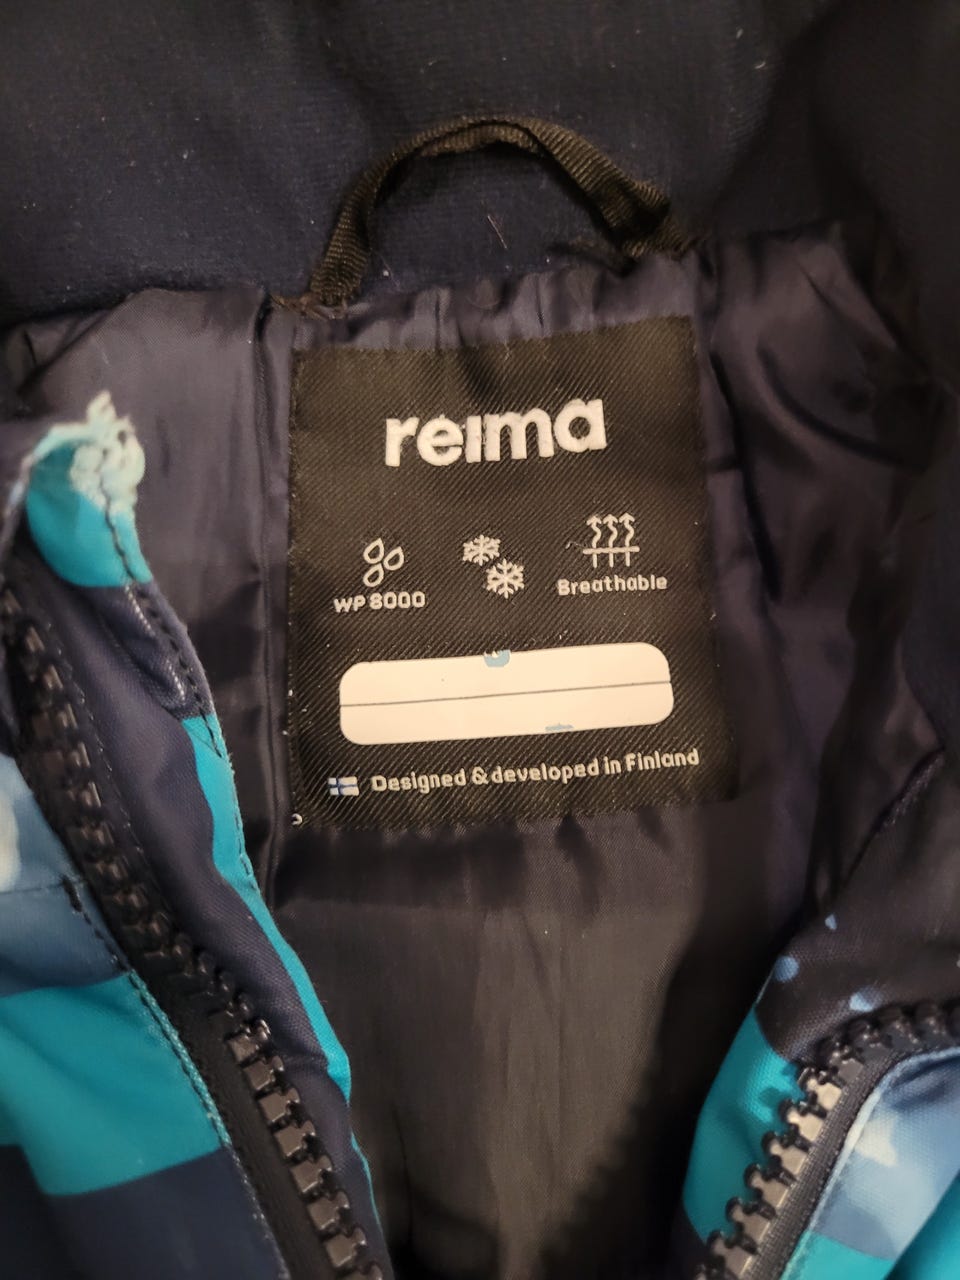 reima
WP 8000
Breathable
Designed & developed in Finland